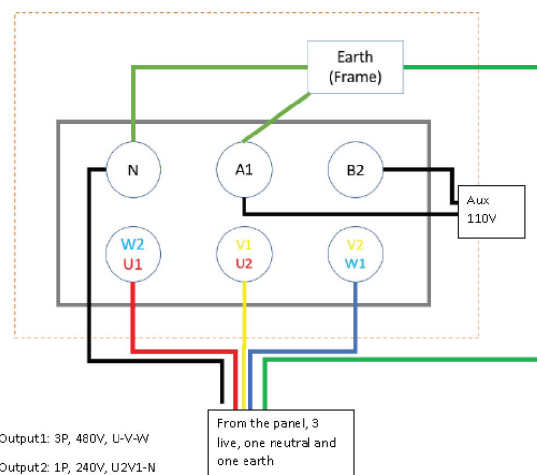 Earth
(Frame)
N
A1
B2
Aux
110V
W2
U1
V1
U2
V2
W1
From the panel, 3
live, one neutral and
one earth
Output1: 3P, 480V, U-V-W
Output2: 1P, 240V, U2V1-N